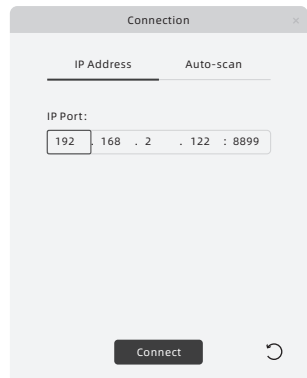 Connection ×
IP Address Auto-scan
IP Port:
192 . 168 . 2 . 122 : 8899
Connect